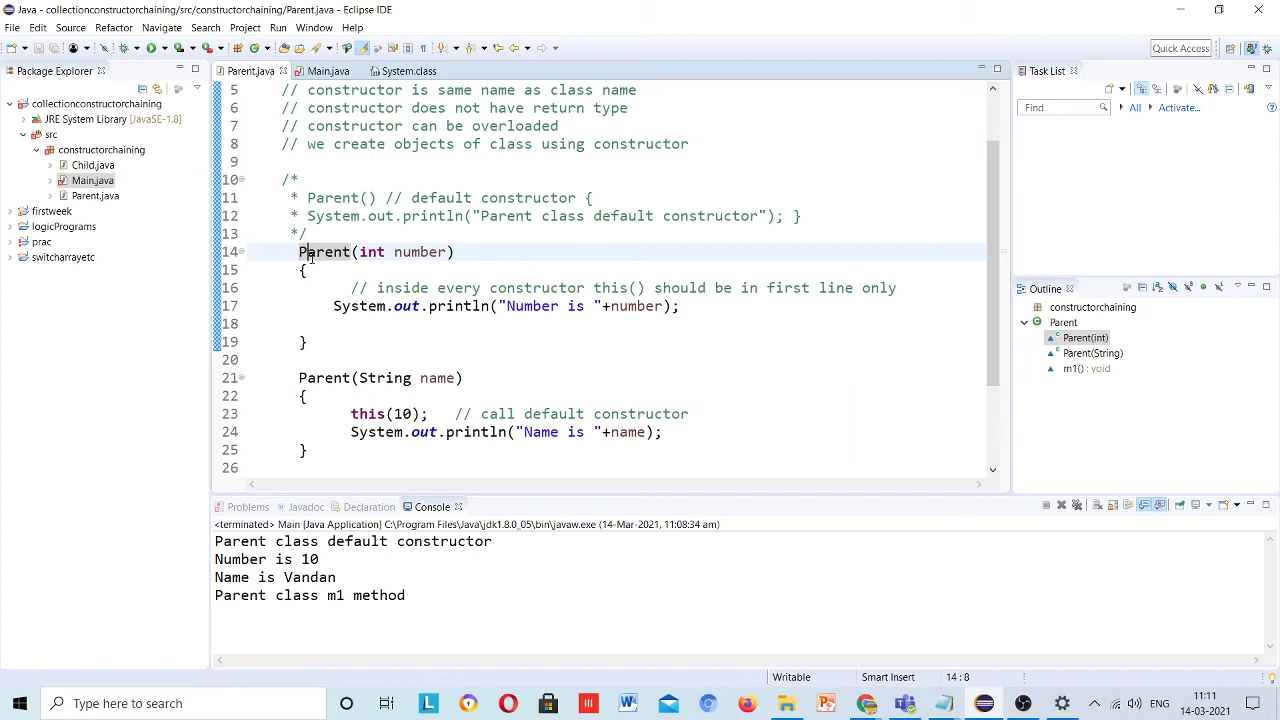 Java - collectionconstructorchaining/src/constructorchaining/Parent.java - Eclipse IDE
File Edit Source Refactor Navigate Search Project Run Window Help
Quick Access
Package Explorer
Parent.java Main.java System.class
Task List
collectionconstructorchaining
JRE System Library [JavaSE-1.8]
src
constructorchaining
Child.java
Main.java
Parent.java
firstweek
logicPrograms
prac
switcharrayetc
5 // constructor is same name as class name
6 // constructor does not have return type
7 // constructor can be overloaded
8 // we create objects of class using constructor
9
10 /*
11 * Parent() // default constructor {
12 * System.out.println("Parent class default constructor"); }
13 */
14 Parent(int number)
15 {
16 // inside every constructor this() should be in first line only
17 System.out.println("Number is "+number);
18
19 }
20
21 Parent(String name)
22 {
23 this(10); // call default constructor
24 System.out.println("Name is "+name);
25 }
26
Find All Activate...
Outline
constructorchaining
Parent
Parent(int)
Parent(String)
m1() : void
Problems Javadoc Declaration Console
<terminated> Main [Java Application] C:\Program Files\Java\jdk1.8.0_05\bin\javaw.exe (14-Mar-2021, 11:08:34 am)
Parent class default constructor
Number is 10
Name is Vandan
Parent class m1 method
Writable Smart Insert 14 : 8
Type here to search
ENG
11:11
14-03-2021